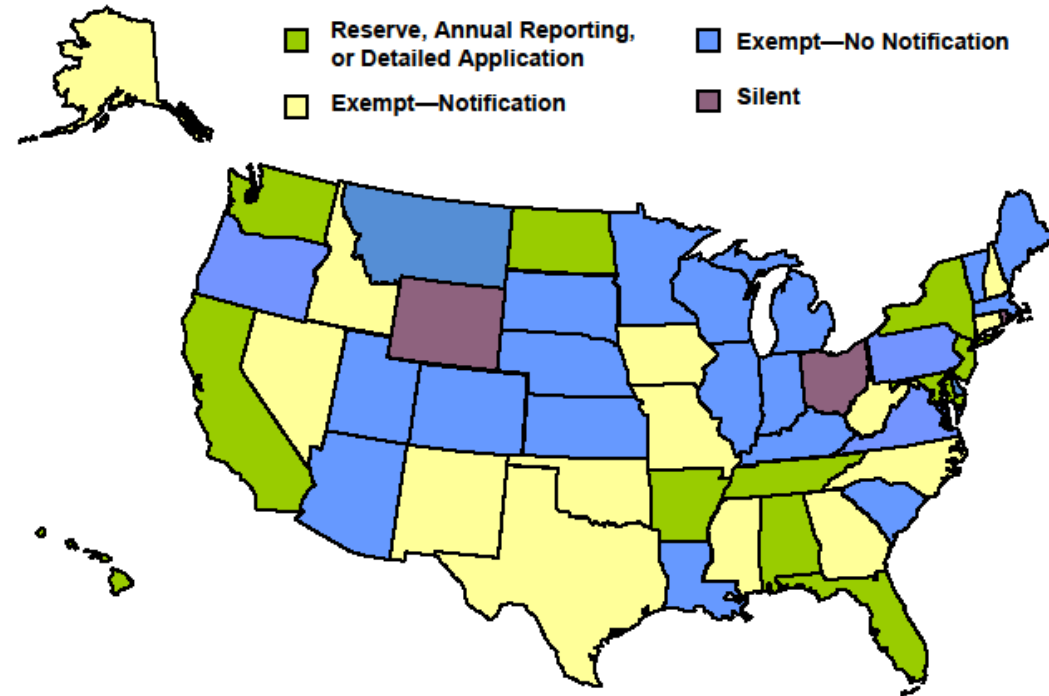 Reserve, Annual Reporting,
or Detailed Application
Exempt—Notification
Exempt—No Notification
Silent